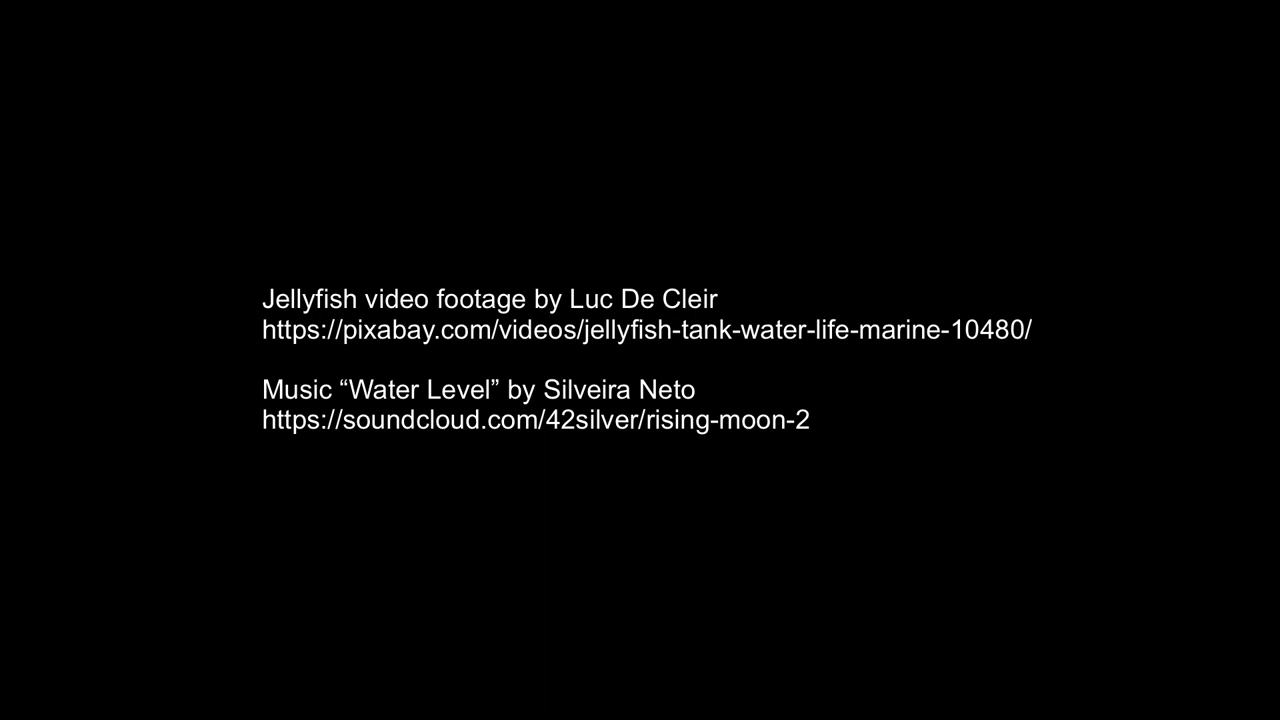 Jellyfish video footage by Luc De Cleir
https://pixabay.com/videos/jellyfish-tank-water-life-marine-10480/
Music “Water Level” by Silveira Neto
https://soundcloud.com/42silver/rising-moon-2